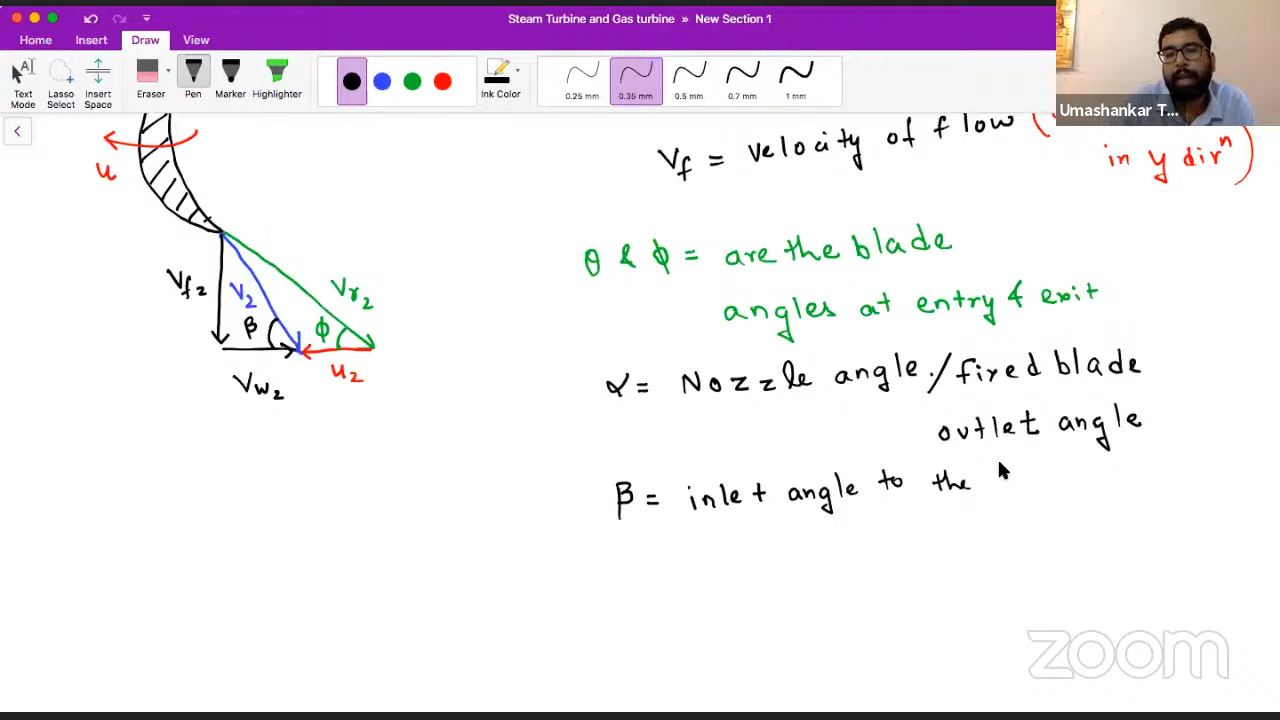 Steam Turbine and Gas turbine » New Section 1
Home Insert Draw View
Text Mode
Lasso Select
Insert Space
Eraser
Pen
Marker
Highlighter
Ink Color
0.25 mm
0.35 mm
0.5 mm
0.7 mm
1 mm
Umashankar T...
u
Vf2
V2
Vr2
β
ϕ
Vw2
u2
Vf = velocity of flow (
in y dirⁿ)
θ & ϕ = are the blade
angles at entry & exit
α = Nozzle angle / fired blade
outlet angle
β = inlet angle to the
zoom